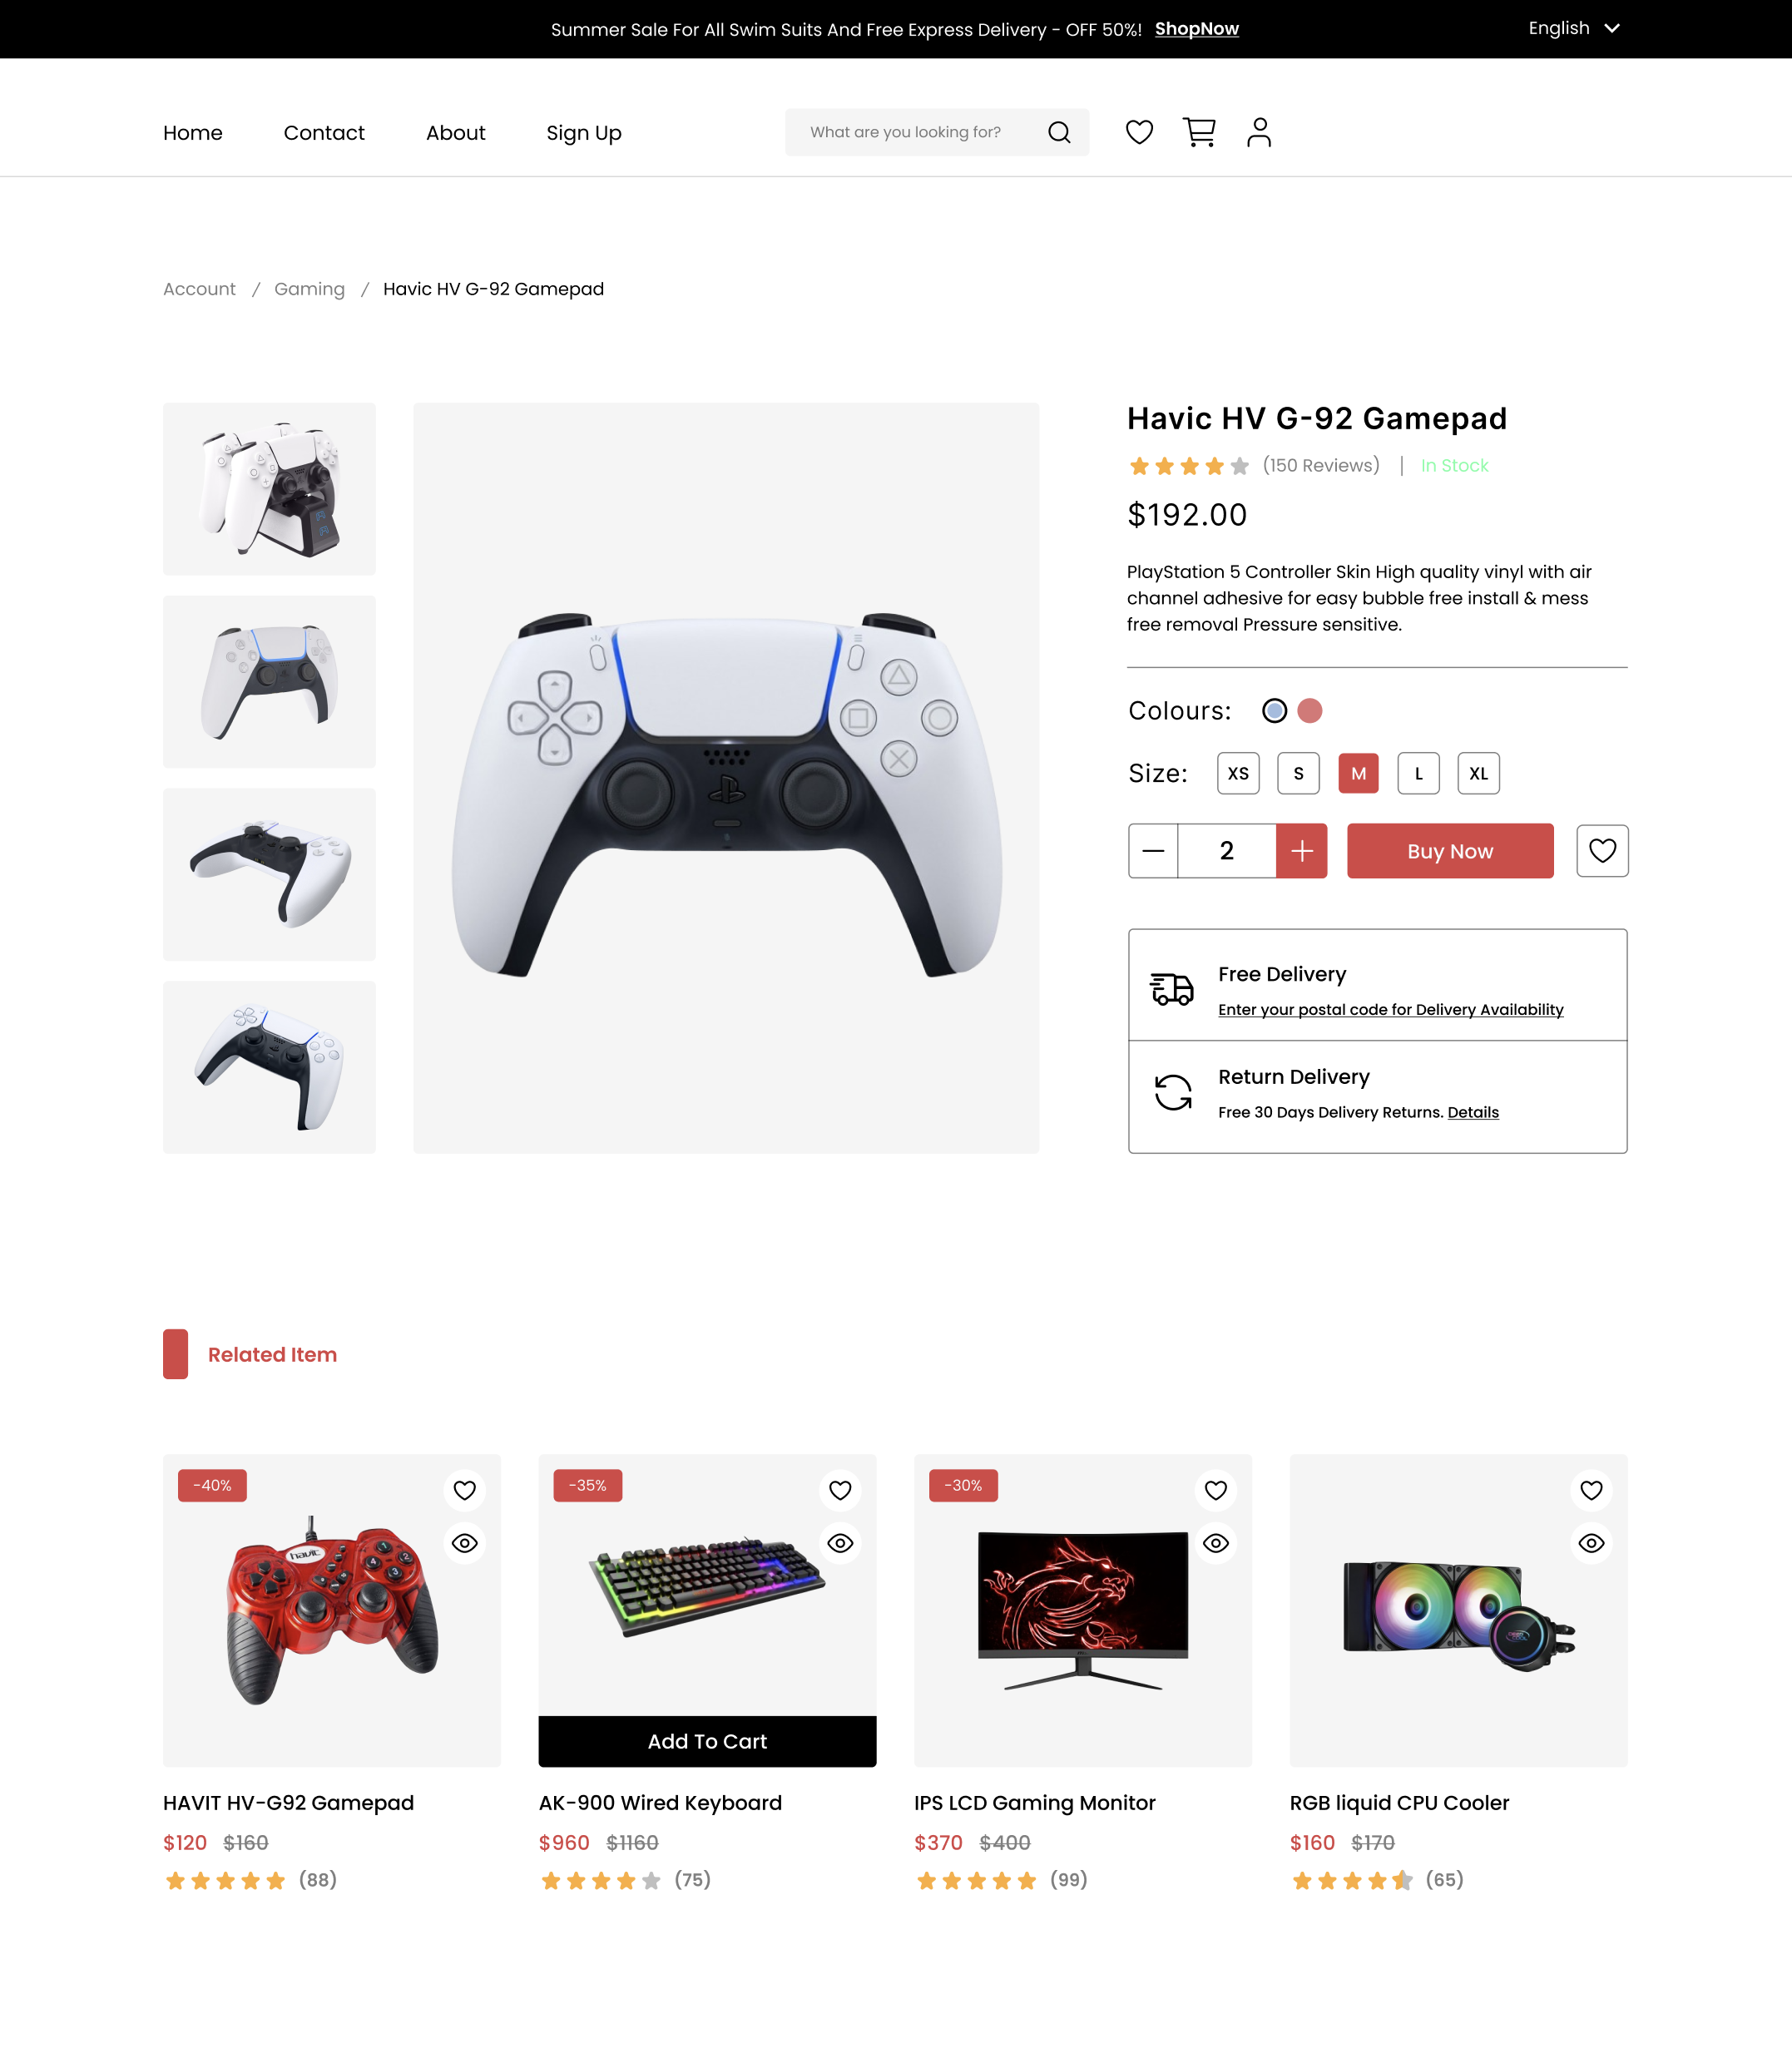 Summer Sale For All Swim Suits And Free Express Delivery - OFF 50%! ShopNow
English
Home Contact About Sign Up
What are you looking for?
Account / Gaming / Havic HV G-92 Gamepad
Havic HV G-92 Gamepad
(150 Reviews) | In Stock
$192.00
PlayStation 5 Controller Skin High quality vinyl with air
channel adhesive for easy bubble free install & mess
free removal Pressure sensitive.
Colours:
Size: XS S M L XL
2
Buy Now
Free Delivery
Enter your postal code for Delivery Availability
Return Delivery
Free 30 Days Delivery Returns. Details
Related Item
-40%
havit
1
2
3
4
HAVIT HV-G92 Gamepad
$120 $160
(88)
-35%
Add To Cart
AK-900 Wired Keyboard
$960 $1160
(75)
-30%
IPS LCD Gaming Monitor
$370 $400
(99)
RGB liquid CPU Cooler
$160 $170
(65)